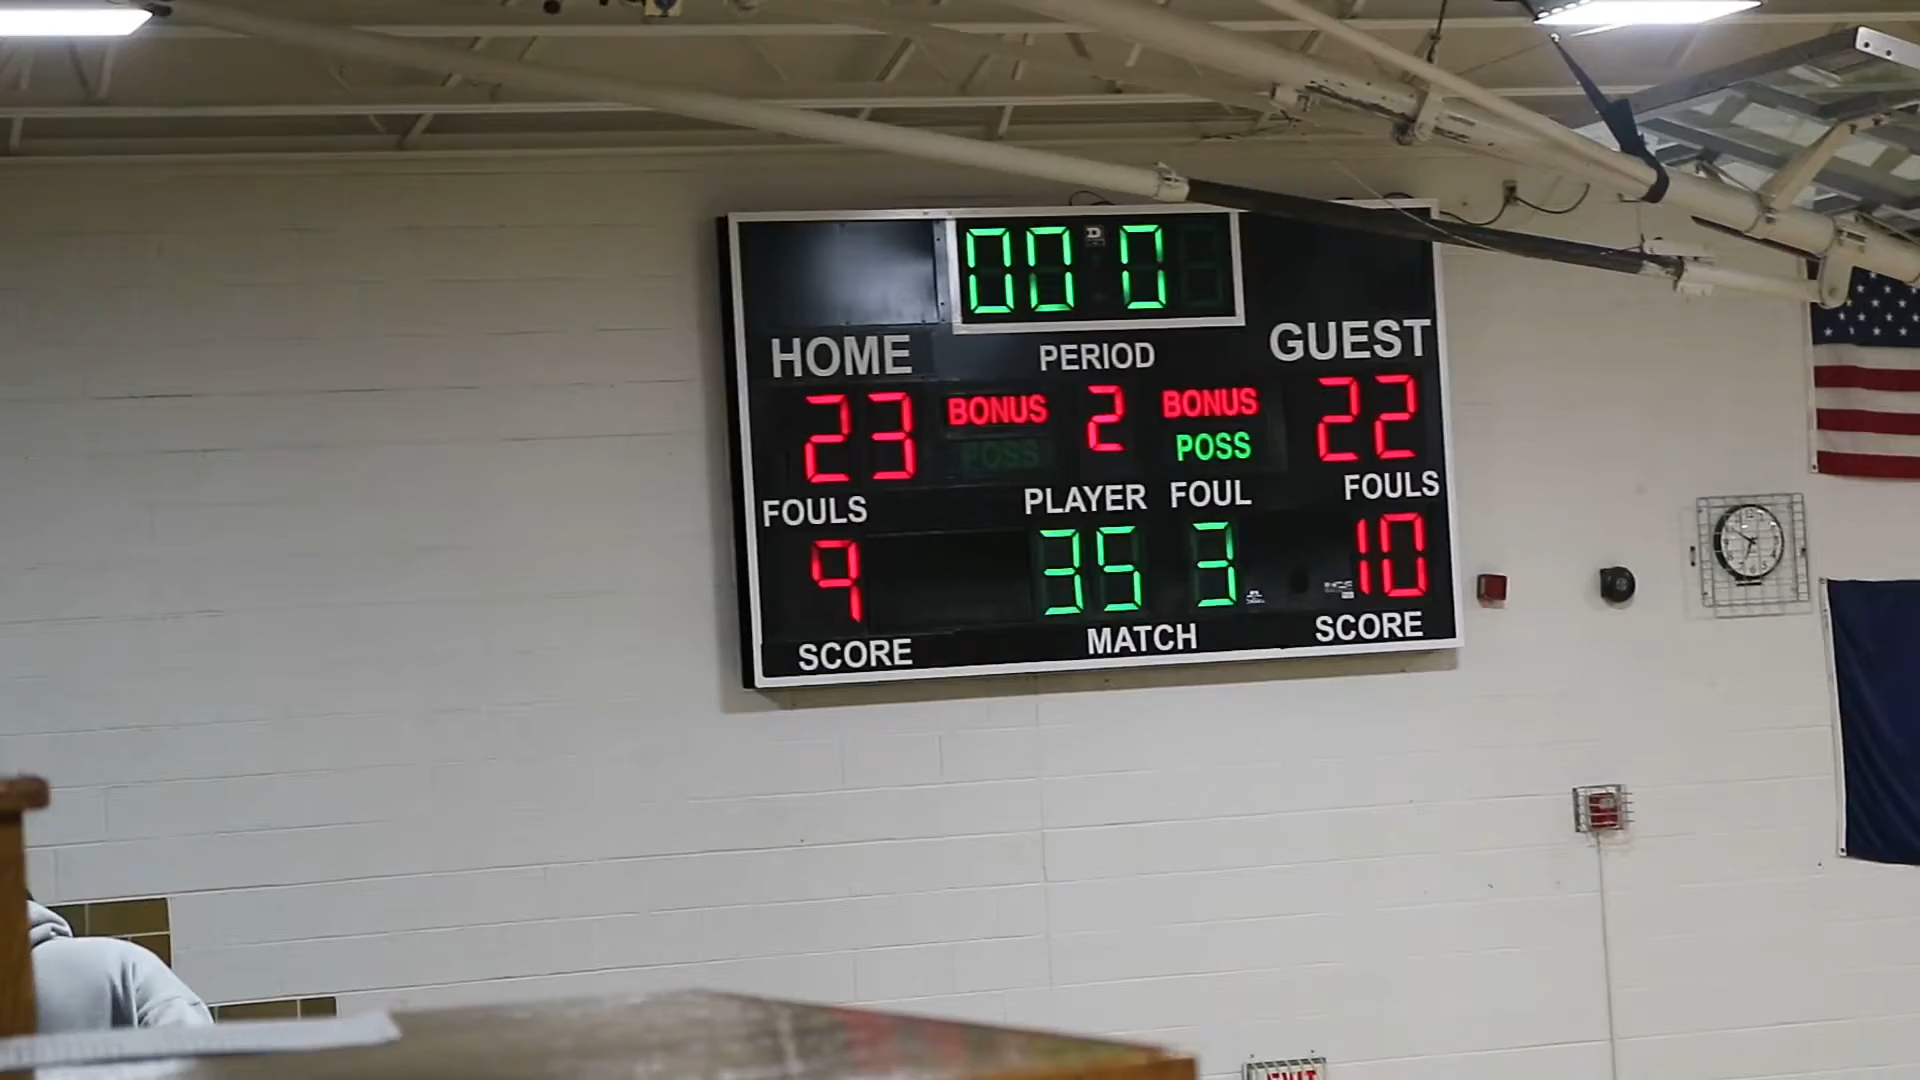 00 0
HOME PERIOD GUEST
23 BONUS 2 BONUS 22
POSS POSS
FOULS PLAYER FOUL FOULS
9 35 3 10
SCORE MATCH SCORE